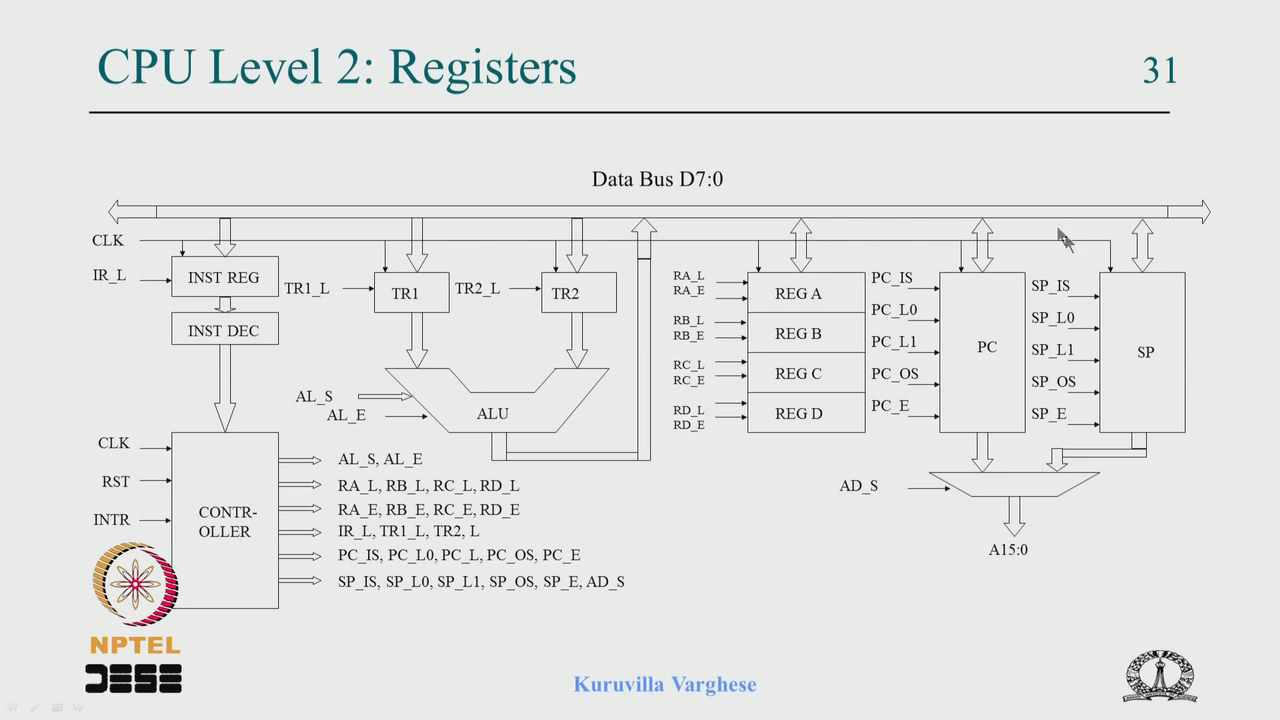 CPU Level 2: Registers
31
Data Bus D7:0
CLK
IR_L
INST REG
INST DEC
TR1_L
TR1
TR2_L
TR2
AL_S
AL_E
ALU
RA_L
RA_E
RB_L
RB_E
RC_L
RC_E
RD_L
RD_E
REG A
REG B
REG C
REG D
PC_IS
PC_L0
PC_L1
PC_OS
PC_E
PC
SP_IS
SP_L0
SP_L1
SP_OS
SP_E
SP
AD_S
A15:0
CLK
RST
INTR
CONTR-
OLLER
AL_S, AL_E
RA_L, RB_L, RC_L, RD_L
RA_E, RB_E, RC_E, RD_E
IR_L, TR1_L, TR2, L
PC_IS, PC_L0, PC_L, PC_OS, PC_E
SP_IS, SP_L0, SP_L1, SP_OS, SP_E, AD_S
NPTEL
DESE
Kuruvilla Varghese